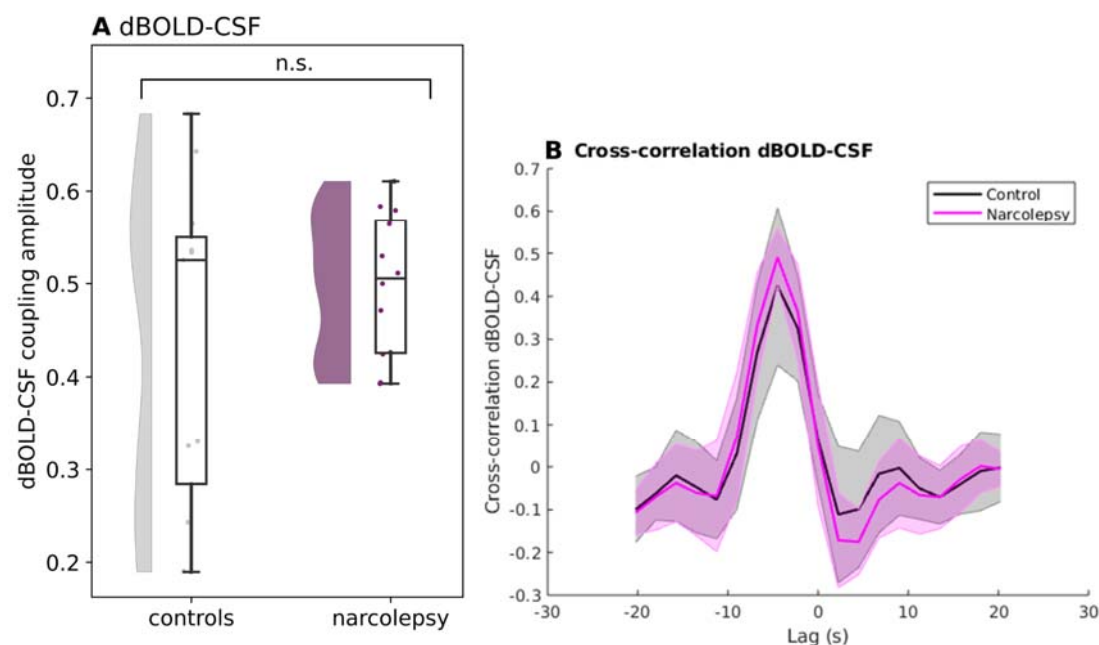 A dBOLD-CSF
n.s.
dBOLD-CSF coupling amplitude
0.7
0.6
0.5
0.4
0.3
0.2
controls
narcolepsy
B Cross-correlation dBOLD-CSF
Cross-correlation dBOLD-CSF
0.7
0.6
0.5
0.4
0.3
0.2
0.1
0
-0.1
-0.2
-0.3
Control
Narcolepsy
-30
-20
-10
0
10
20
30
Lag (s)